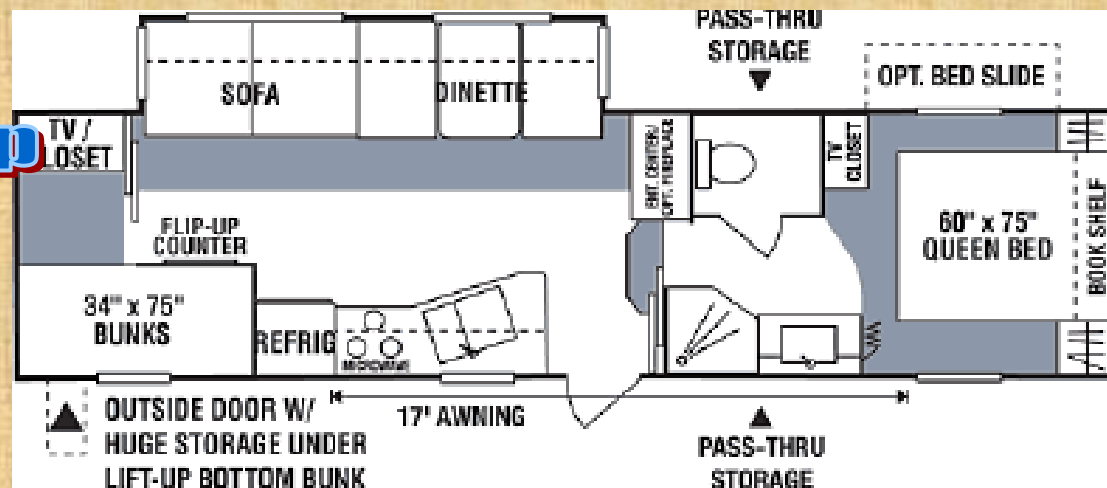 PASS-THRU
STORAGE
OPT. BED SLIDE
SOFA
DINETTE
TV /
CLOSET
p
ENT. CENTER/
OPT. FIREPLACE
TV
CLOSET
FLIP-UP
COUNTER
60" x 75"
QUEEN BED
BOOK SHELF
34" x 75"
BUNKS
REFRIG
MICROWAVE
17' AWNING
OUTSIDE DOOR W/
HUGE STORAGE UNDER
LIFT-UP BOTTOM BUNK
PASS-THRU
STORAGE